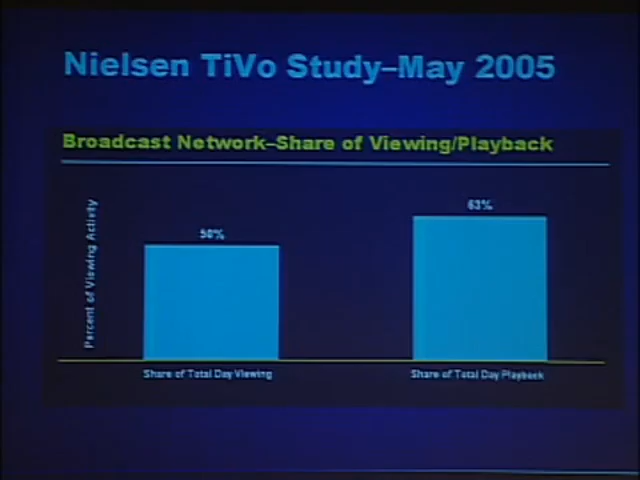 Nielsen TiVo Study–May 2005
Broadcast Network–Share of Viewing/Playback
Percent of Viewing Activity
50%
63%
Share of Total Day Viewing
Share of Total Day Playback